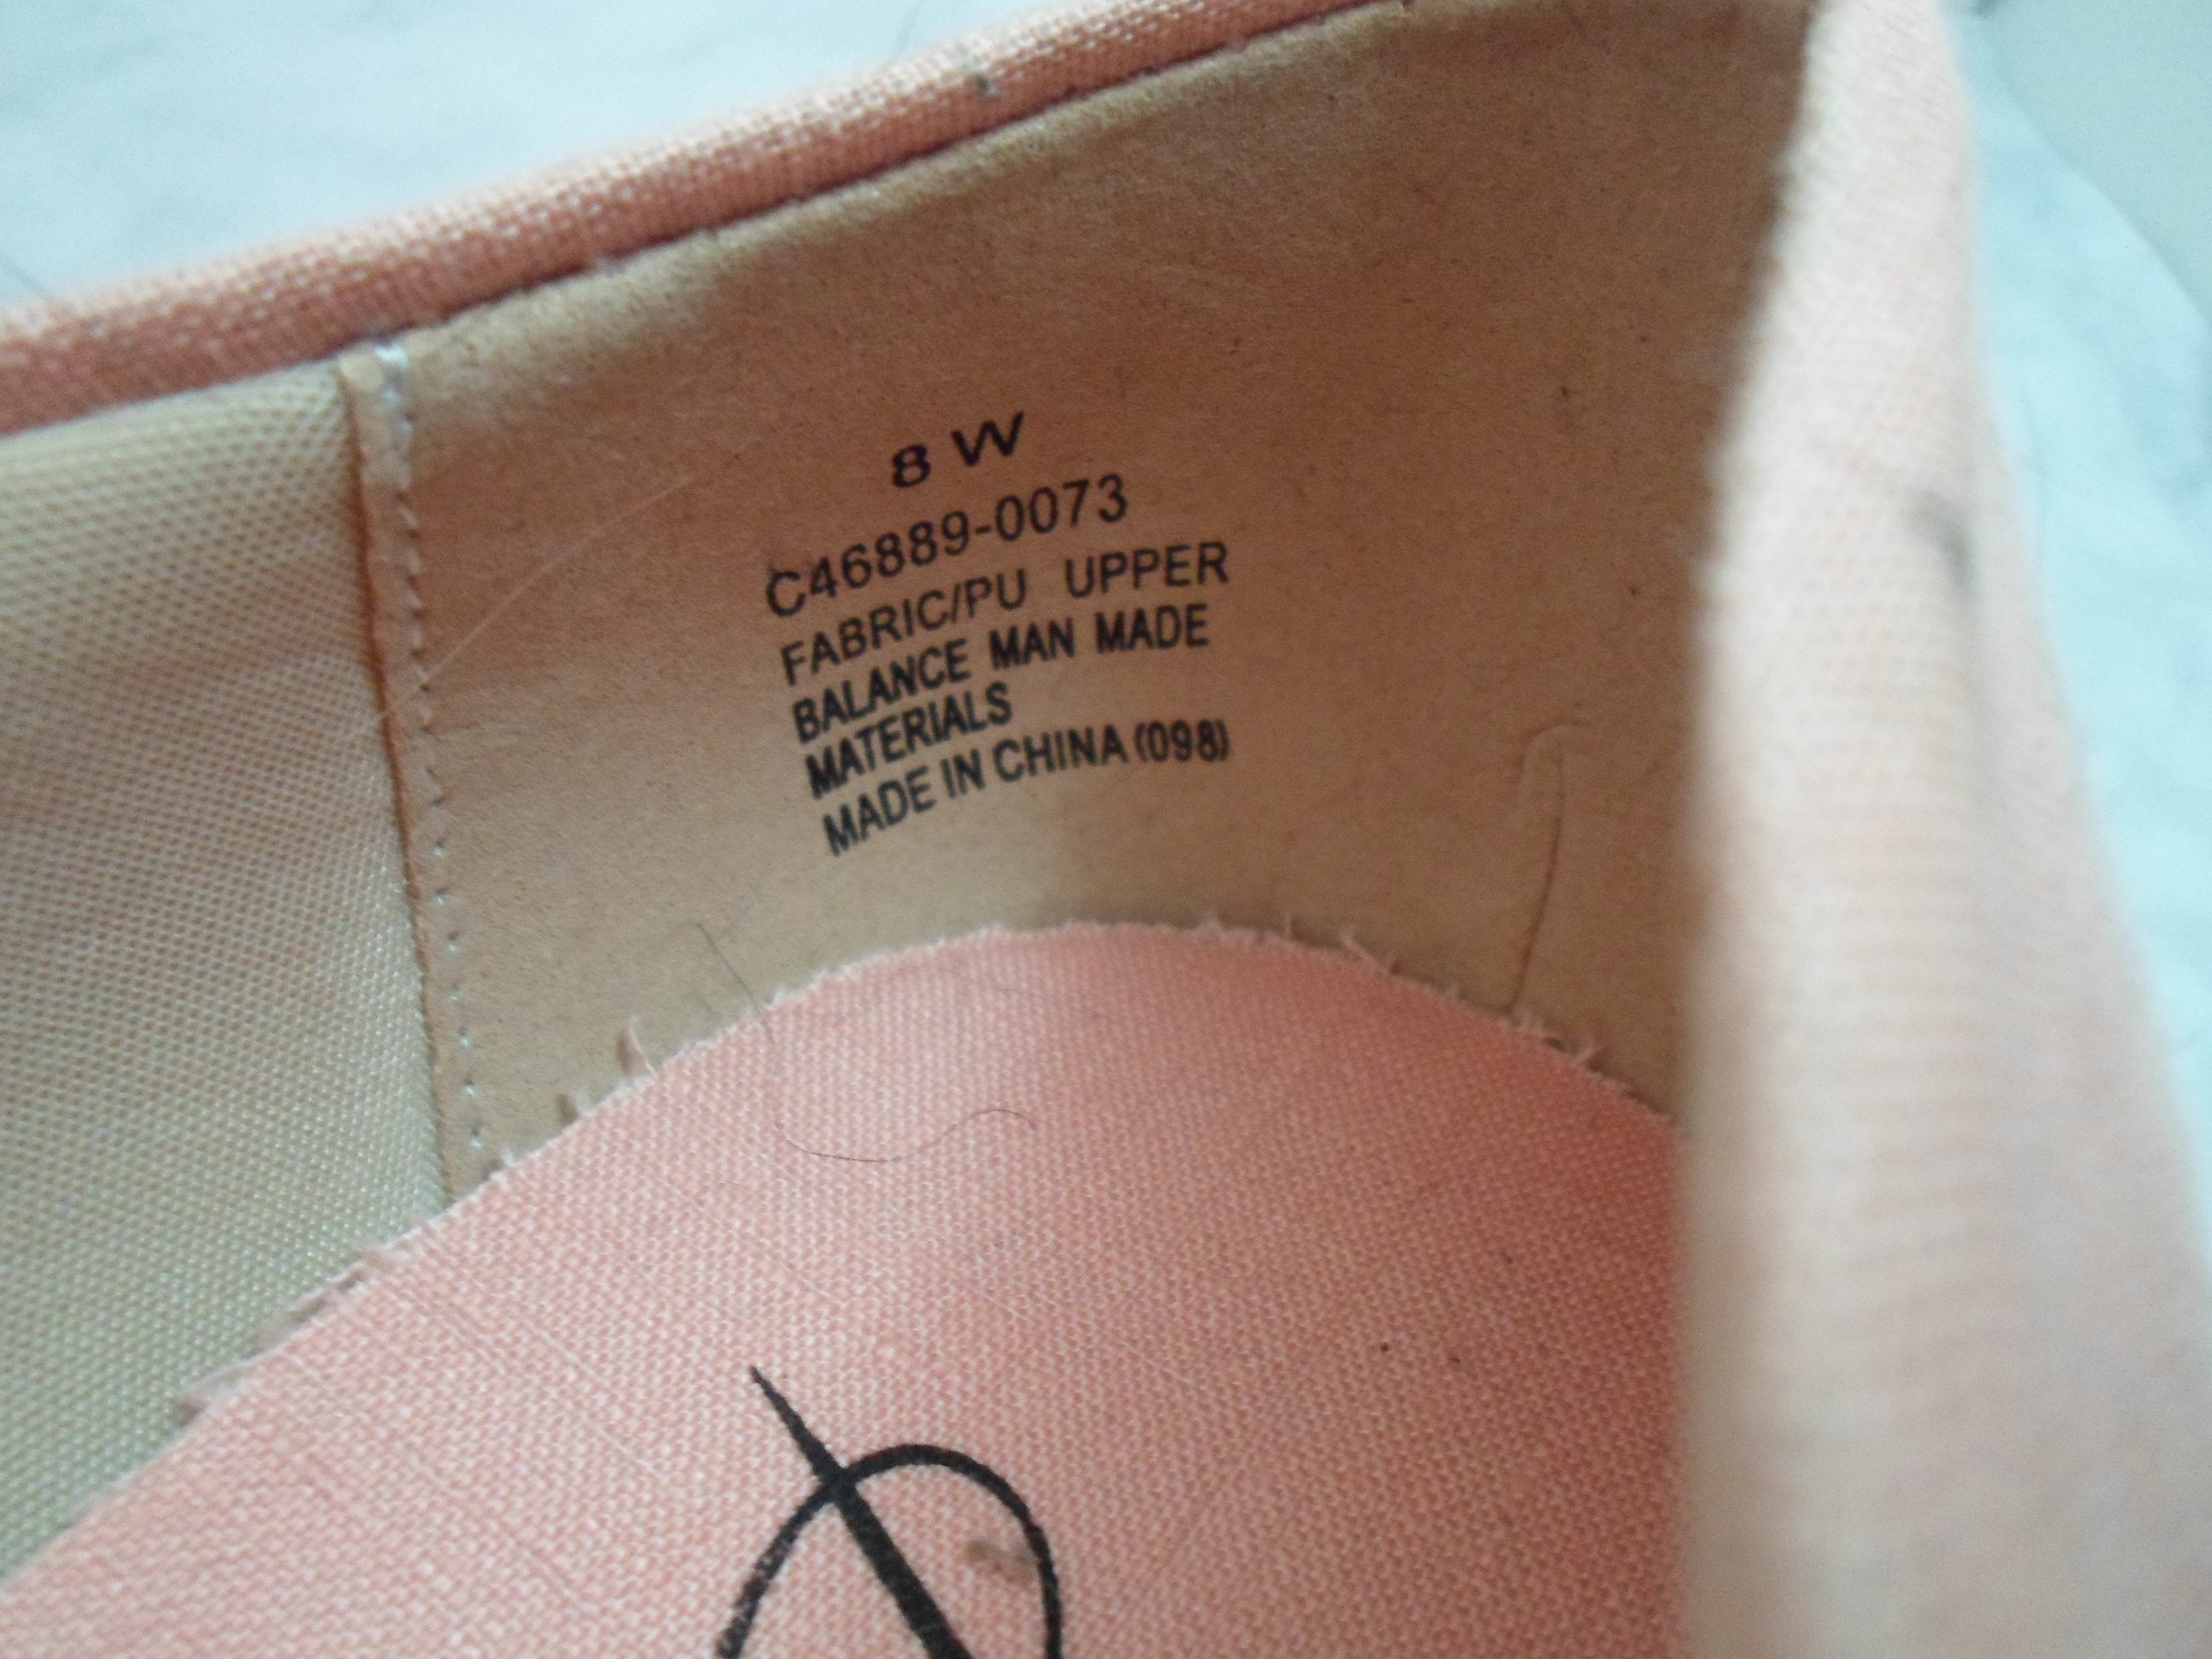 8 W
C46889-0073
FABRIC/PU UPPER
BALANCE MAN MADE
MATERIALS
MADE IN CHINA (098)